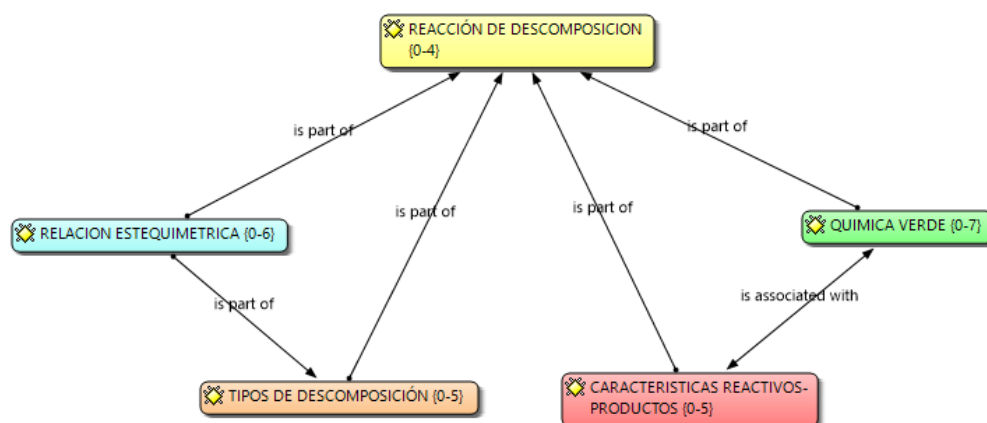 REACCIÓN DE DESCOMPOSICION
{0-4}
is part of
is part of
is part of
is part of
RELACION ESTEQUIMETRICA {0-6}
QUIMICA VERDE {0-7}
is part of
is associated with
TIPOS DE DESCOMPOSICIÓN {0-5}
CARACTERISTICAS REACTIVOS-
PRODUCTOS {0-5}